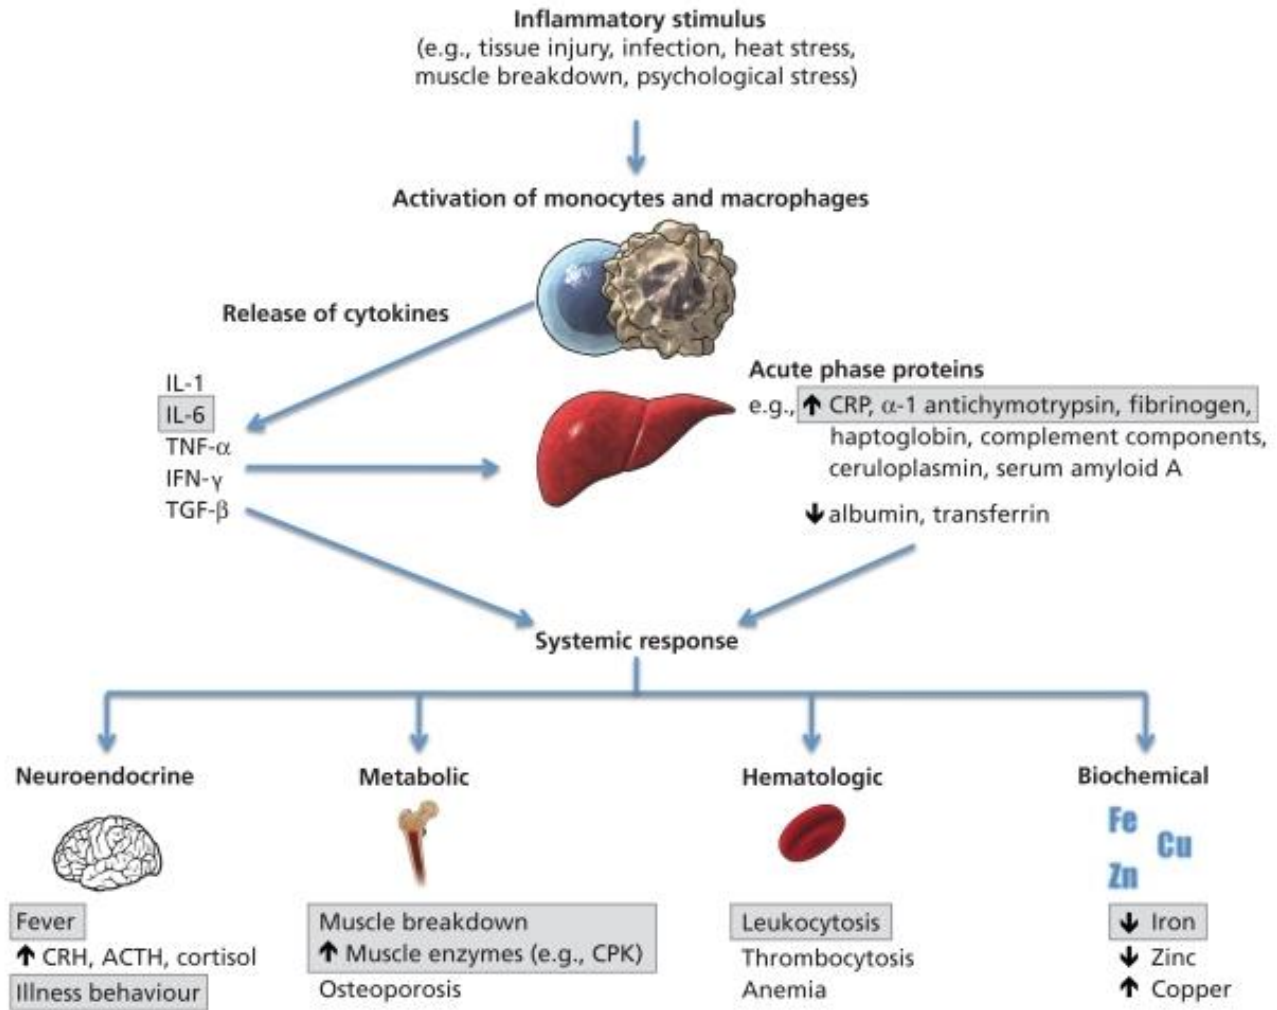 Inflammatory stimulus
(e.g., tissue injury, infection, heat stress,
muscle breakdown, psychological stress)
Activation of monocytes and macrophages
Release of cytokines
IL-1
IL-6
TNF-α
IFN-γ
TGF-β
Acute phase proteins
e.g., ↑ CRP, α-1 antichymotrypsin, fibrinogen,
haptoglobin, complement components,
ceruloplasmin, serum amyloid A
↓ albumin, transferrin
Systemic response
Neuroendocrine
Fever
↑ CRH, ACTH, cortisol
Illness behaviour
Metabolic
Muscle breakdown
↑ Muscle enzymes (e.g., CPK)
Osteoporosis
Hematologic
Leukocytosis
Thrombocytosis
Anemia
Biochemical
Fe
Cu
Zn
↓ Iron
↓ Zinc
↑ Copper